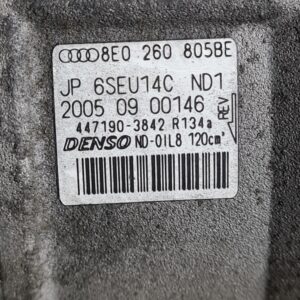 8E0 260 805BE
JP 6SEU14C ND1
2005 09 00146
REV
447190-3842 R134a
DENSO ND-OIL8 120cm³